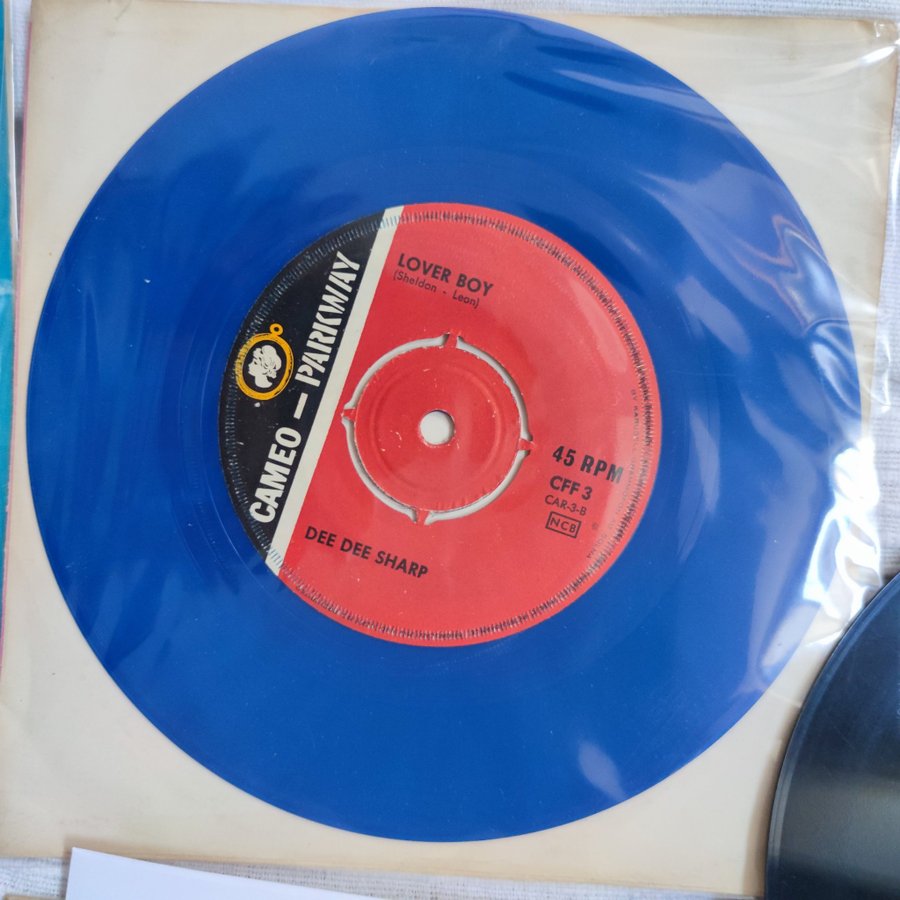 CAMEO — PARKWAY
LOVER BOY
(Sheldon - Leon)
45 RPM
CFF 3
CAR-3-B
NCB
DEE DEE SHARP